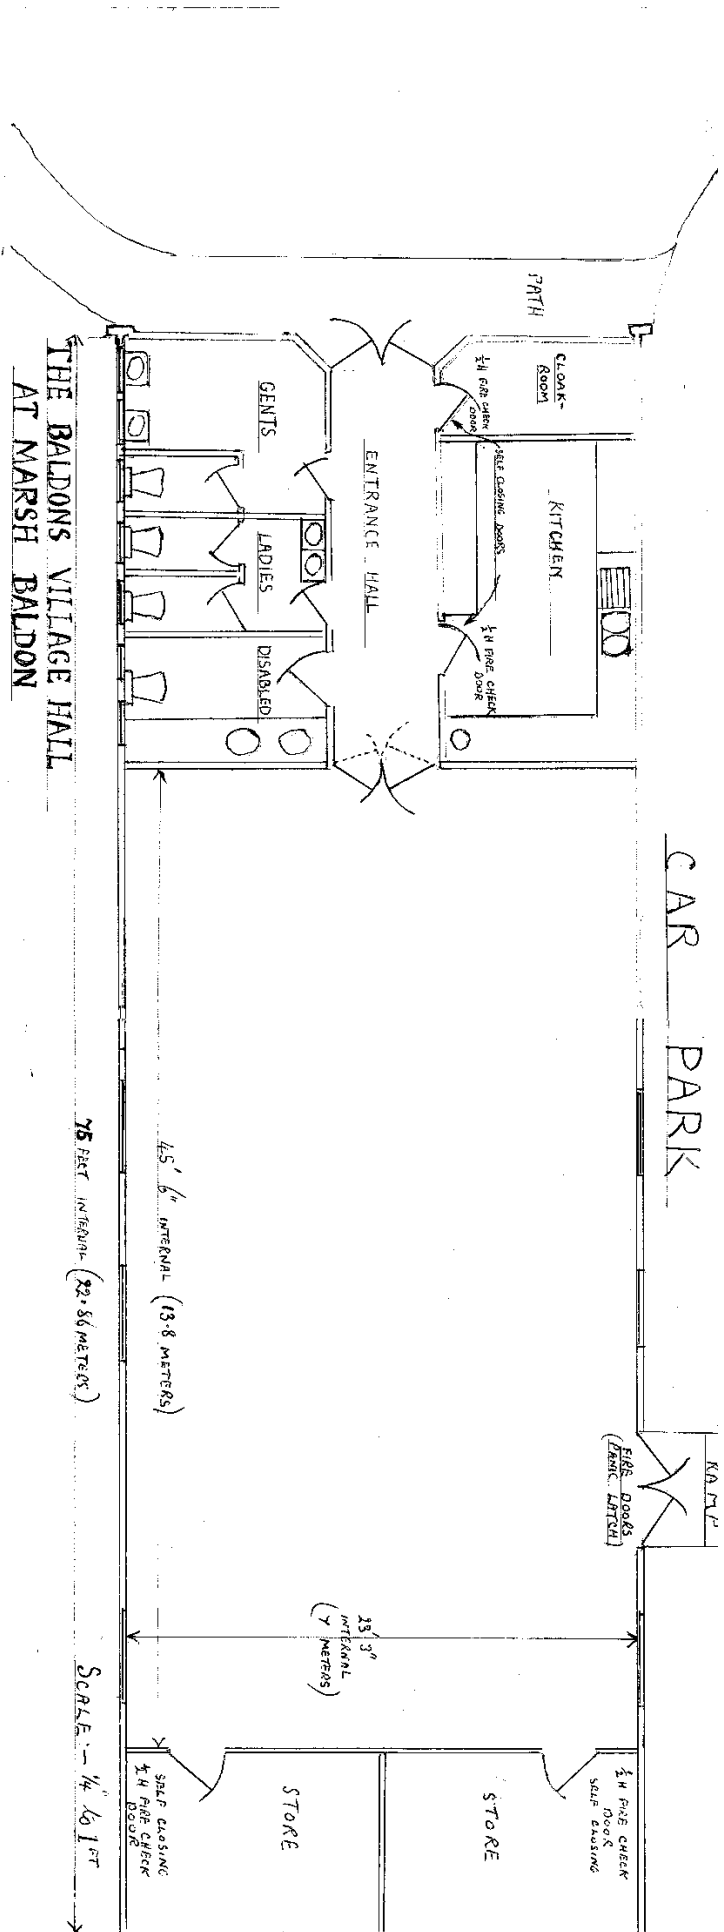 THE BALDONS VILLAGE HALL
AT MARSH BALDON
PATH
CLOAK-
ROOM
½ H FIRE CHECK
DOOR
SELF CLOSING DOORS
KITCHEN
½ H FIRE CHECK
DOOR
GENTS
ENTRANCE HALL
LADIES
DISABLED
CAR PARK
45' 6" INTERNAL (13.8 METERS)
75 FEET INTERNAL (22.86 METERS)
RAMP
FIRE DOORS
(PANIC LATCH)
23' 3"
INTERNAL
(7 METERS)
STORE
STORE
½ H FIRE CHECK
DOOR
SELF CLOSING
SELF CLOSING
½ H FIRE CHECK
DOOR
SCALE :- ¼" to 1 FT